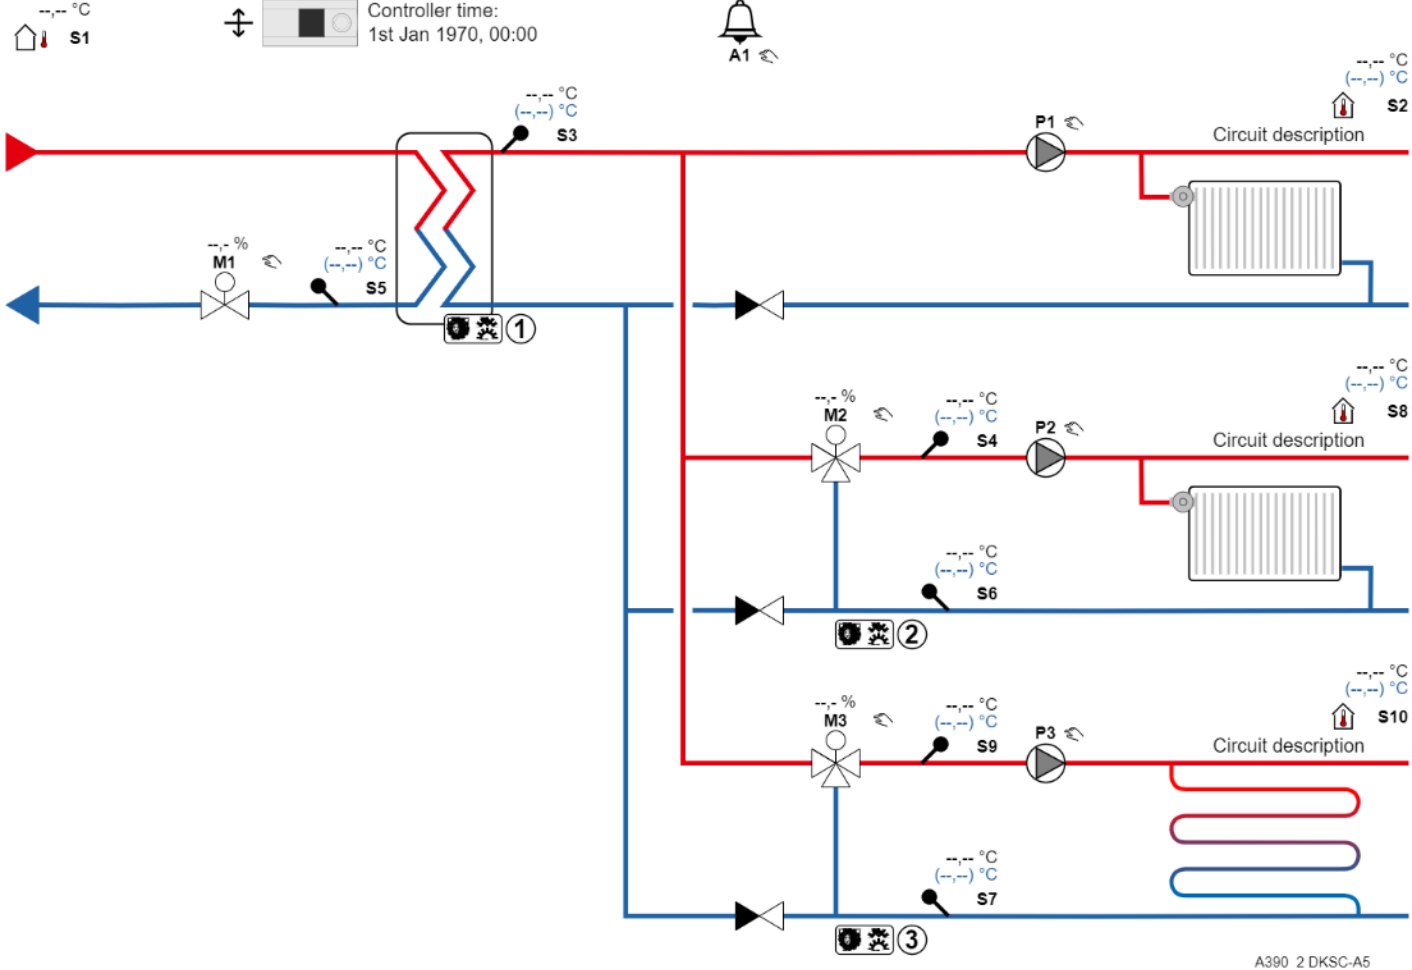 --,-- °C
S1
Controller time:
1st Jan 1970, 00:00
A1
--,-- °C
(--,--) °C
S2
Circuit description
--,-- °C
(--,--) °C
S3
P1
--,- %
M1
--,-- °C
(--,--) °C
S5
1
--,-- °C
(--,--) °C
S8
Circuit description
--,- %
M2
--,-- °C
(--,--) °C
S4
P2
--,-- °C
(--,--) °C
S6
2
--,-- °C
(--,--) °C
S10
Circuit description
--,- %
M3
--,-- °C
(--,--) °C
S9
P3
--,-- °C
(--,--) °C
S7
3
A390 2 DKSC-A5